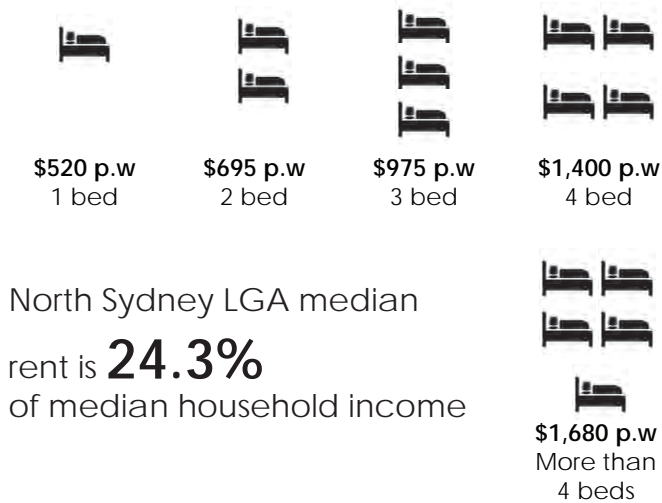 $520 p.w
1 bed
$695 p.w
2 bed
$975 p.w
3 bed
$1,400 p.w
4 bed
North Sydney LGA median
rent is 24.3%
of median household income
$1,680 p.w
More than
4 beds